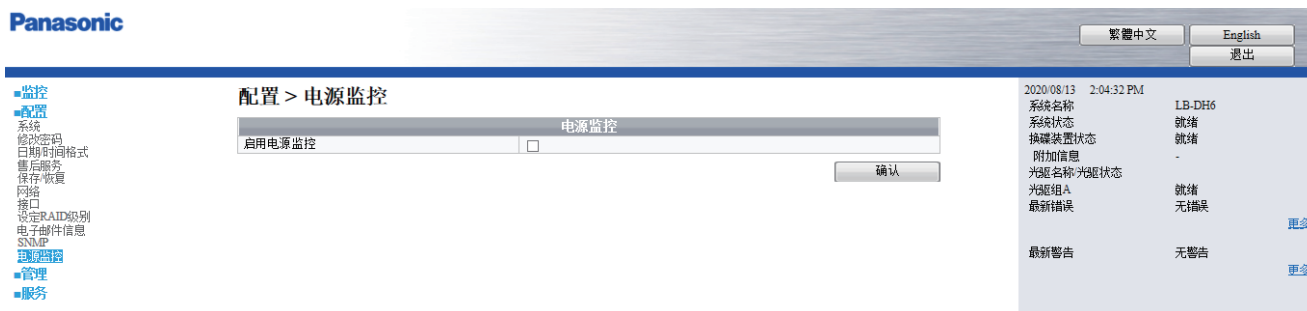 Panasonic
繁體中文 English
退出
■监控
■配置
系统
修改密码
日期/时间格式
售后服务
保存/恢复
网络
接口
设定RAID级别
电子邮件信息
SNMP
电源监控
■管理
■服务
配置 > 电源监控
电源监控
启用电源监控
确认
2020/08/13 2:04:32 PM
系统名称 LB-DH6
系统状态 就绪
换碟装置状态 就绪
附加信息 -
光驱名称/光驱状态
光驱组A 就绪
最新错误 无错误
更多
最新警告 无警告
更多